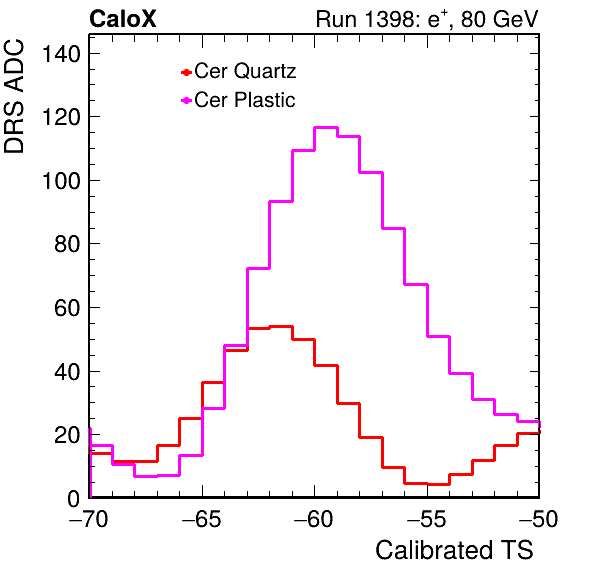 CaloX Run 1398: e⁺, 80 GeV
DRS ADC
Cer Quartz
Cer Plastic
140
120
100
80
60
40
20
0
−70 −65 −60 −55 −50
Calibrated TS